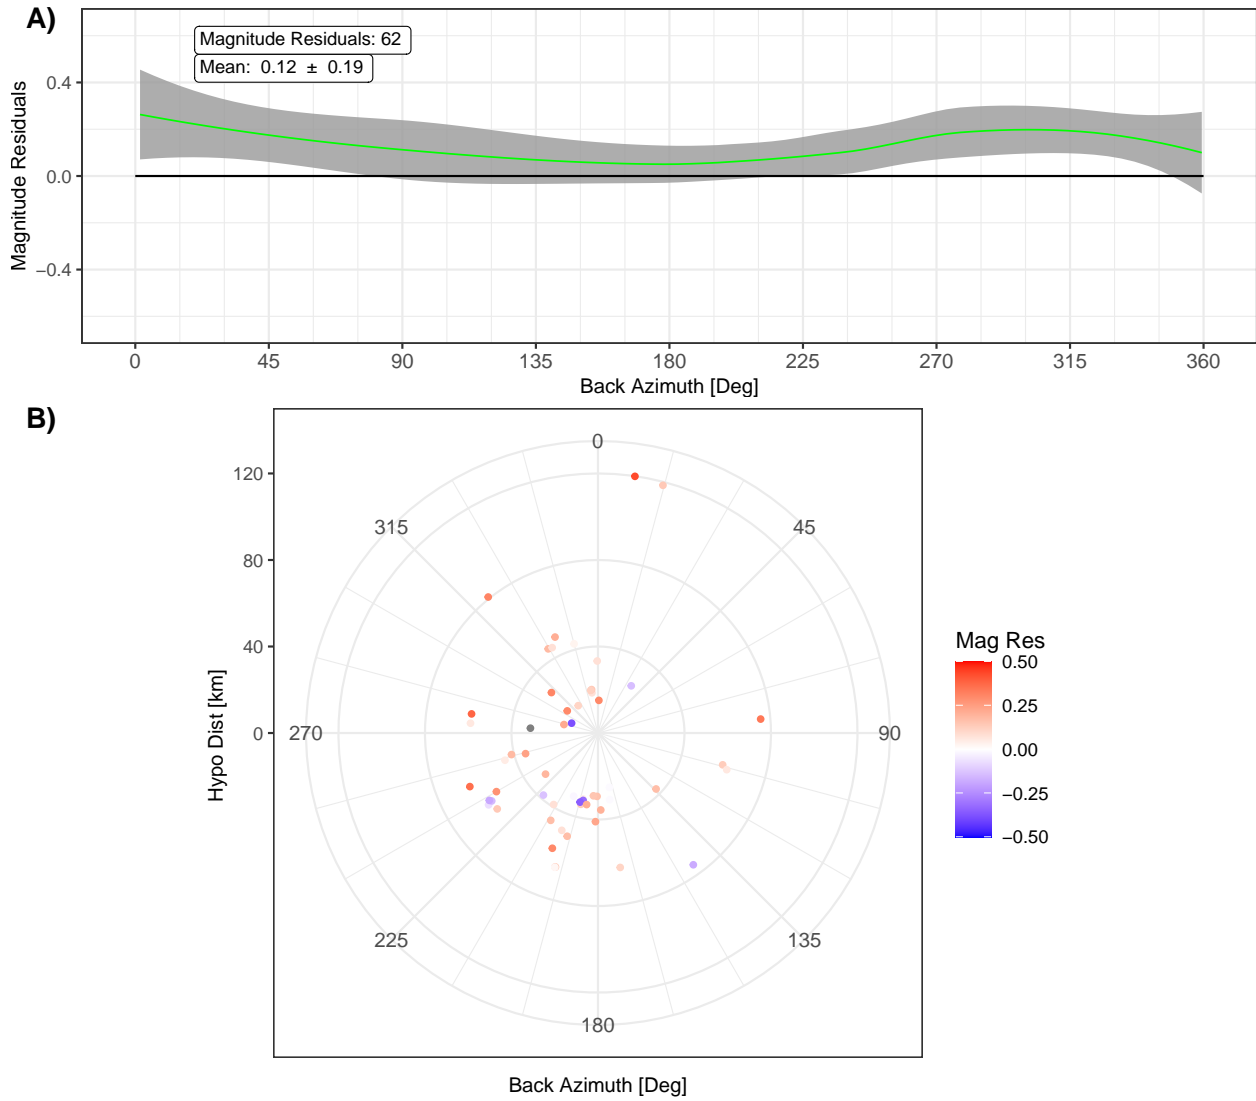 A)
Magnitude Residuals: 62
Mean:  0.12  ±  0.19
Magnitude Residuals
0.4
0.0
−0.4
0 45 90 135 180 225 270 315 360
Back Azimuth [Deg]
B)
Hypo Dist [km]
120
80
40
0
0
45
90
135
180
225
270
315
Back Azimuth [Deg]
Mag Res
0.50
0.25
0.00
−0.25
−0.50